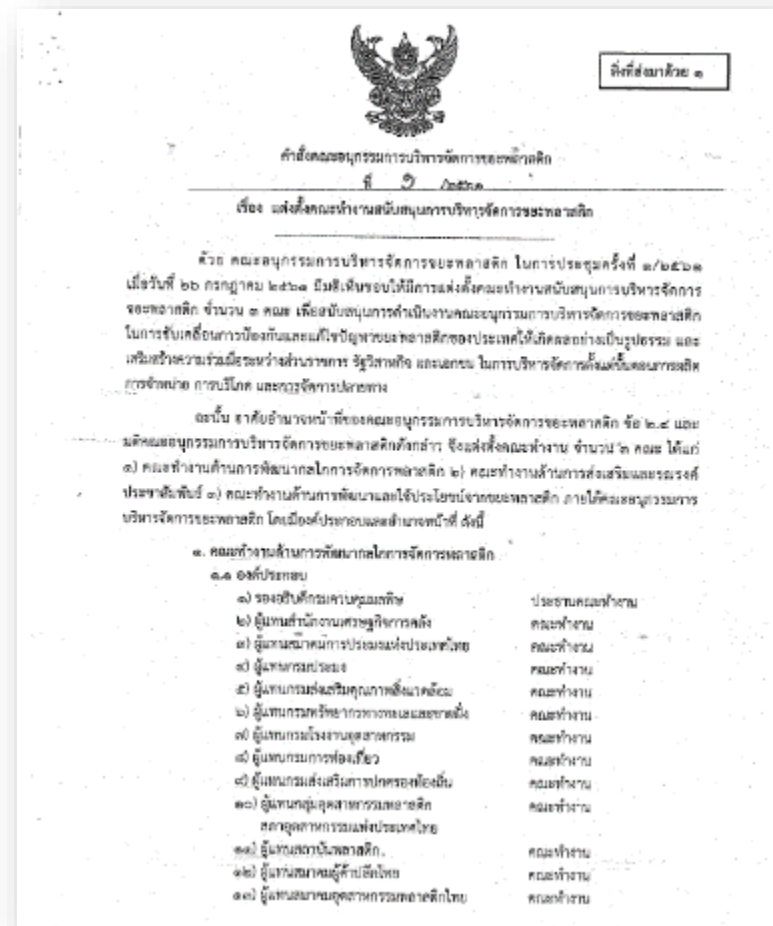 สิ่งที่ส่งมาด้วย ๑
คำสั่งคณะอนุกรรมการบริหารจัดการขยะพลาสติก
ที่ ๑ /๒๕๖๑
เรื่อง แต่งตั้งคณะทำงานสนับสนุนการบริหารจัดการขยะพลาสติก
ด้วย คณะอนุกรรมการบริหารจัดการขยะพลาสติก ในการประชุมครั้งที่ ๑/๒๕๖๑
เมื่อวันที่ ๒๖ กรกฎาคม ๒๕๖๑ มีมติเห็นชอบให้มีการแต่งตั้งคณะทำงานสนับสนุนการบริหารจัดการ
ขยะพลาสติก จำนวน ๓ คณะ เพื่อสนับสนุนการดำเนินงานคณะอนุกรรมการบริหารจัดการขยะพลาสติก
ในการขับเคลื่อนการป้องกันและแก้ไขปัญหาขยะพลาสติกของประเทศให้เกิดผลอย่างเป็นรูปธรรม และ
เสริมสร้างความร่วมมือระหว่างส่วนราชการ รัฐวิสาหกิจ และเอกชน ในการบริหารจัดการตั้งแต่ขั้นตอนการผลิต
การจำหน่าย การบริโภค และการจัดการปลายทาง
ฉะนั้น อาศัยอำนาจหน้าที่ของคณะอนุกรรมการบริหารจัดการขยะพลาสติก ข้อ ๒.๔ และ
มติคณะอนุกรรมการบริหารจัดการขยะพลาสติกดังกล่าว จึงแต่งตั้งคณะทำงาน จำนวน ๓ คณะ ได้แก่
๑) คณะทำงานด้านการพัฒนากลไกการจัดการพลาสติก ๒) คณะทำงานด้านการส่งเสริมและรณรงค์
ประชาสัมพันธ์ ๓) คณะทำงานด้านการพัฒนาและใช้ประโยชน์จากขยะพลาสติก ภายใต้คณะอนุกรรมการ
บริหารจัดการขยะพลาสติก โดยมีองค์ประกอบและอำนาจหน้าที่ ดังนี้
๑. คณะทำงานด้านการพัฒนากลไกการจัดการพลาสติก
๑.๑ องค์ประกอบ
๑) รองอธิบดีกรมควบคุมมลพิษ ประธานคณะทำงาน
๒) ผู้แทนสำนักงานเศรษฐกิจการคลัง คณะทำงาน
๓) ผู้แทนสมาคมการประมงแห่งประเทศไทย คณะทำงาน
๔) ผู้แทนกรมประมง คณะทำงาน
๕) ผู้แทนกรมส่งเสริมคุณภาพสิ่งแวดล้อม คณะทำงาน
๖) ผู้แทนกรมทรัพยากรทางทะเลและชายฝั่ง คณะทำงาน
๗) ผู้แทนกรมโรงงานอุตสาหกรรม คณะทำงาน
๘) ผู้แทนกรมการท่องเที่ยว คณะทำงาน
๙) ผู้แทนกรมส่งเสริมการปกครองท้องถิ่น คณะทำงาน
๑๐) ผู้แทนกลุ่มอุตสาหกรรมพลาสติก คณะทำงาน
สภาอุตสาหกรรมแห่งประเทศไทย
๑๑) ผู้แทนสถาบันพลาสติก คณะทำงาน
๑๒) ผู้แทนสมาคมผู้ค้าปลีกไทย คณะทำงาน
๑๓) ผู้แทนสมาคมอุตสาหกรรมพลาสติกไทย คณะทำงาน